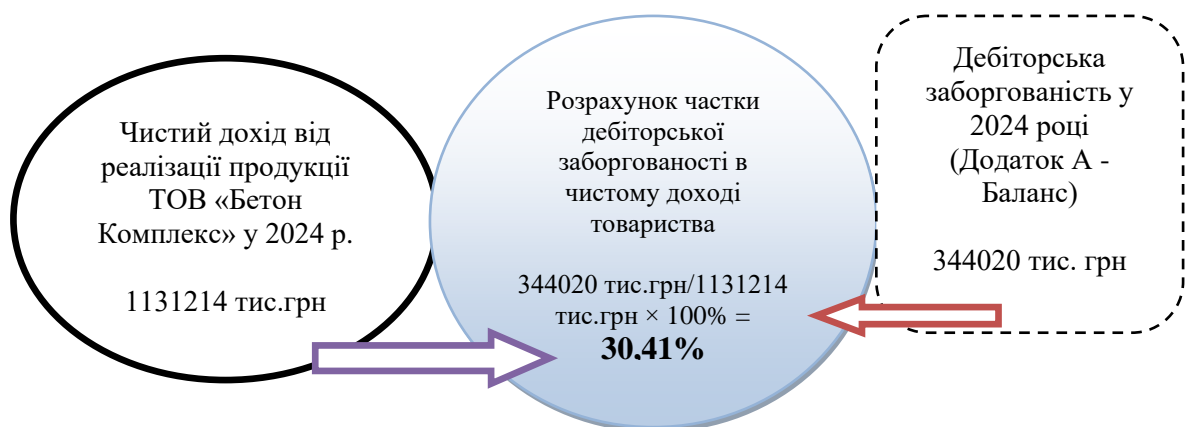 Чистий дохід від
реалізації продукції
ТОВ «Бетон
Комплекс» у 2024 р.
1131214 тис.грн
Розрахунок частки
дебіторської
заборгованості в
чистому доході
товариства
344020 тис.грн/1131214
тис.грн × 100% =
30,41%
Дебіторська
заборгованість у
2024 році
(Додаток А -
Баланс)
344020 тис. грн